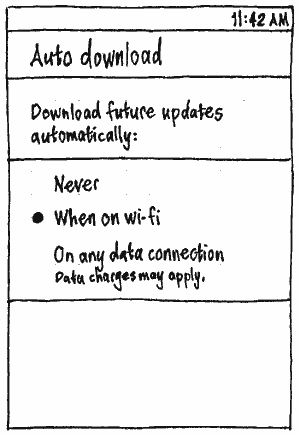 11:42 AM
Auto download
Download future updates
automatically:
Never
When on wi-fi
On any data connection
Data charges may apply.